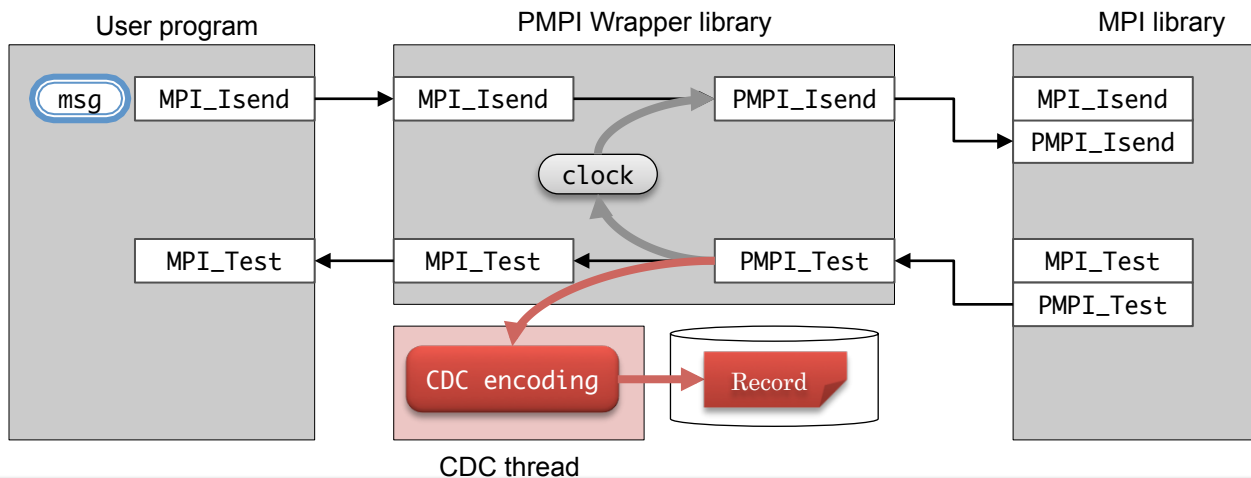 User program
PMPI Wrapper library
MPI library
msg
MPI_Isend
MPI_Isend
PMPI_Isend
MPI_Isend
PMPI_Isend
clock
MPI_Test
MPI_Test
PMPI_Test
MPI_Test
PMPI_Test
CDC encoding
Record
CDC thread